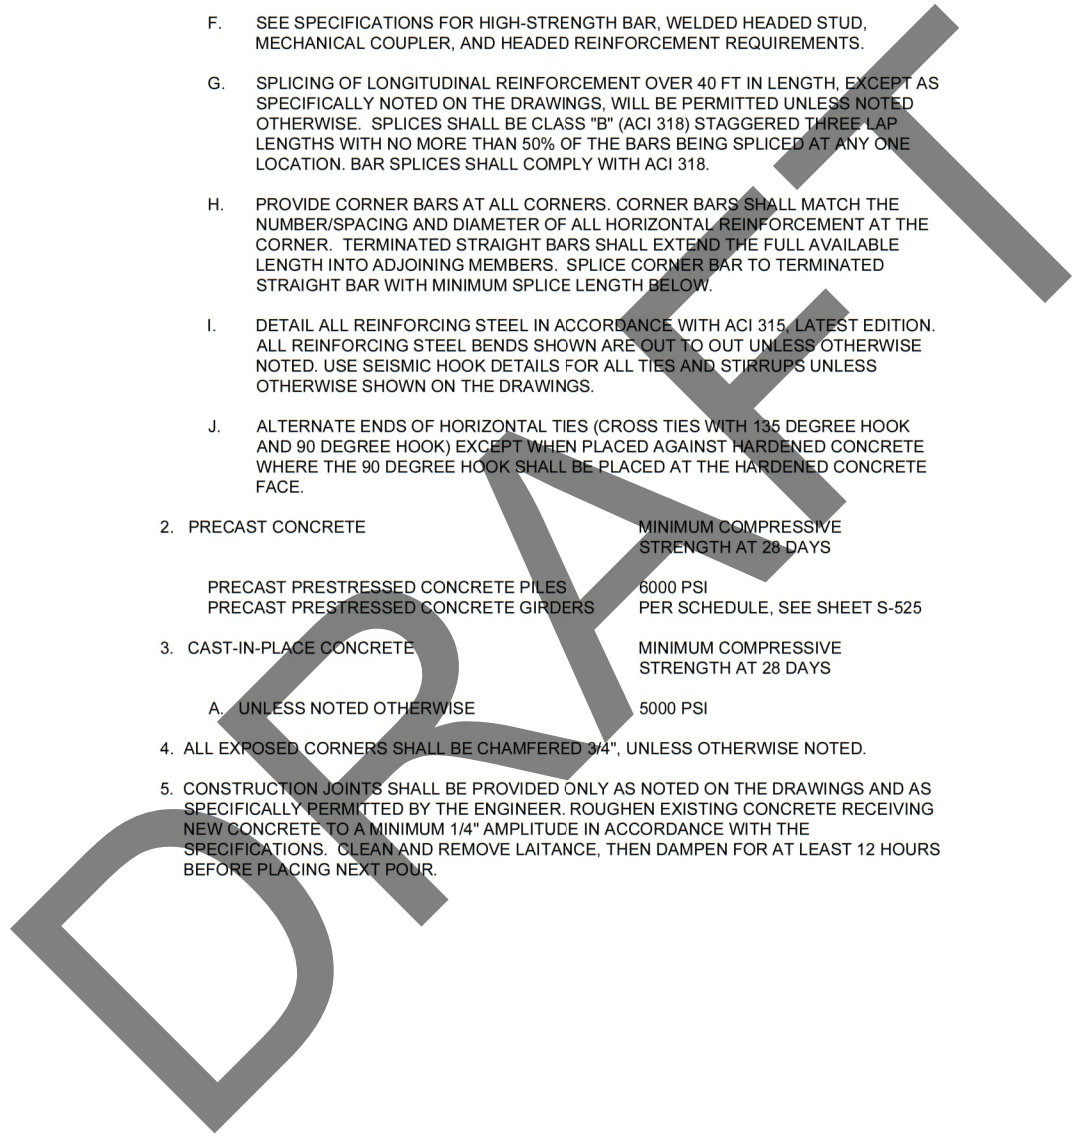 F. SEE SPECIFICATIONS FOR HIGH-STRENGTH BAR, WELDED HEADED STUD,
MECHANICAL COUPLER, AND HEADED REINFORCEMENT REQUIREMENTS.
G. SPLICING OF LONGITUDINAL REINFORCEMENT OVER 40 FT IN LENGTH, EXCEPT AS
SPECIFICALLY NOTED ON THE DRAWINGS, WILL BE PERMITTED UNLESS NOTED
OTHERWISE. SPLICES SHALL BE CLASS "B" (ACI 318) STAGGERED THREE LAP
LENGTHS WITH NO MORE THAN 50% OF THE BARS BEING SPLICED AT ANY ONE
LOCATION. BAR SPLICES SHALL COMPLY WITH ACI 318.
H. PROVIDE CORNER BARS AT ALL CORNERS. CORNER BARS SHALL MATCH THE
NUMBER/SPACING AND DIAMETER OF ALL HORIZONTAL REINFORCEMENT AT THE
CORNER. TERMINATED STRAIGHT BARS SHALL EXTEND THE FULL AVAILABLE
LENGTH INTO ADJOINING MEMBERS. SPLICE CORNER BAR TO TERMINATED
STRAIGHT BAR WITH MINIMUM SPLICE LENGTH BELOW.
I. DETAIL ALL REINFORCING STEEL IN ACCORDANCE WITH ACI 315, LATEST EDITION.
ALL REINFORCING STEEL BENDS SHOWN ARE OUT TO OUT UNLESS OTHERWISE
NOTED. USE SEISMIC HOOK DETAILS FOR ALL TIES AND STIRRUPS UNLESS
OTHERWISE SHOWN ON THE DRAWINGS.
J. ALTERNATE ENDS OF HORIZONTAL TIES (CROSS TIES WITH 135 DEGREE HOOK
AND 90 DEGREE HOOK) EXCEPT WHEN PLACED AGAINST HARDENED CONCRETE
WHERE THE 90 DEGREE HOOK SHALL BE PLACED AT THE HARDENED CONCRETE
FACE.
2. PRECAST CONCRETE MINIMUM COMPRESSIVE
STRENGTH AT 28 DAYS
PRECAST PRESTRESSED CONCRETE PILES 6000 PSI
PRECAST PRESTRESSED CONCRETE GIRDERS PER SCHEDULE, SEE SHEET S-525
3. CAST-IN-PLACE CONCRETE MINIMUM COMPRESSIVE
STRENGTH AT 28 DAYS
A. UNLESS NOTED OTHERWISE 5000 PSI
4. ALL EXPOSED CORNERS SHALL BE CHAMFERED 3/4", UNLESS OTHERWISE NOTED.
5. CONSTRUCTION JOINTS SHALL BE PROVIDED ONLY AS NOTED ON THE DRAWINGS AND AS
SPECIFICALLY PERMITTED BY THE ENGINEER. ROUGHEN EXISTING CONCRETE RECEIVING
NEW CONCRETE TO A MINIMUM 1/4" AMPLITUDE IN ACCORDANCE WITH THE
SPECIFICATIONS. CLEAN AND REMOVE LAITANCE, THEN DAMPEN FOR AT LEAST 12 HOURS
BEFORE PLACING NEXT POUR.
DRAFT